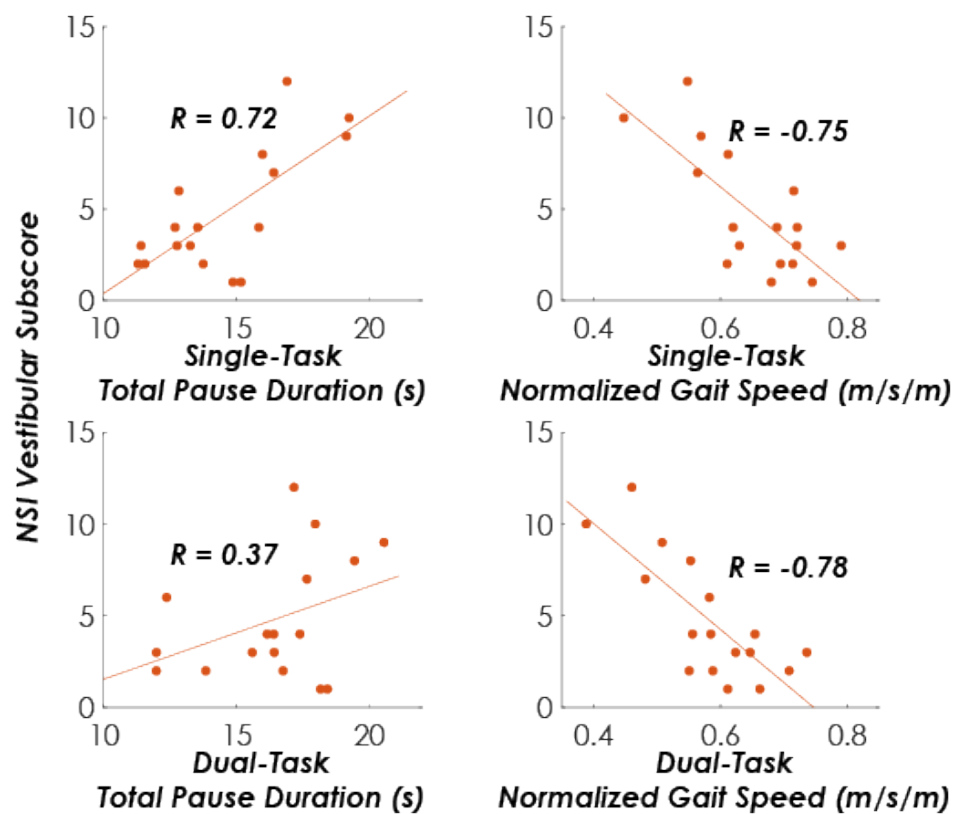 NSI Vestibular Subscore
15
10
5
0
R = 0.72
10 15 20
Single-Task
Total Pause Duration (s)
15
10
5
0
R = -0.75
0.4 0.6 0.8
Single-Task
Normalized Gait Speed (m/s/m)
15
10
5
0
R = 0.37
10 15 20
Dual-Task
Total Pause Duration (s)
15
10
5
0
R = -0.78
0.4 0.6 0.8
Dual-Task
Normalized Gait Speed (m/s/m)